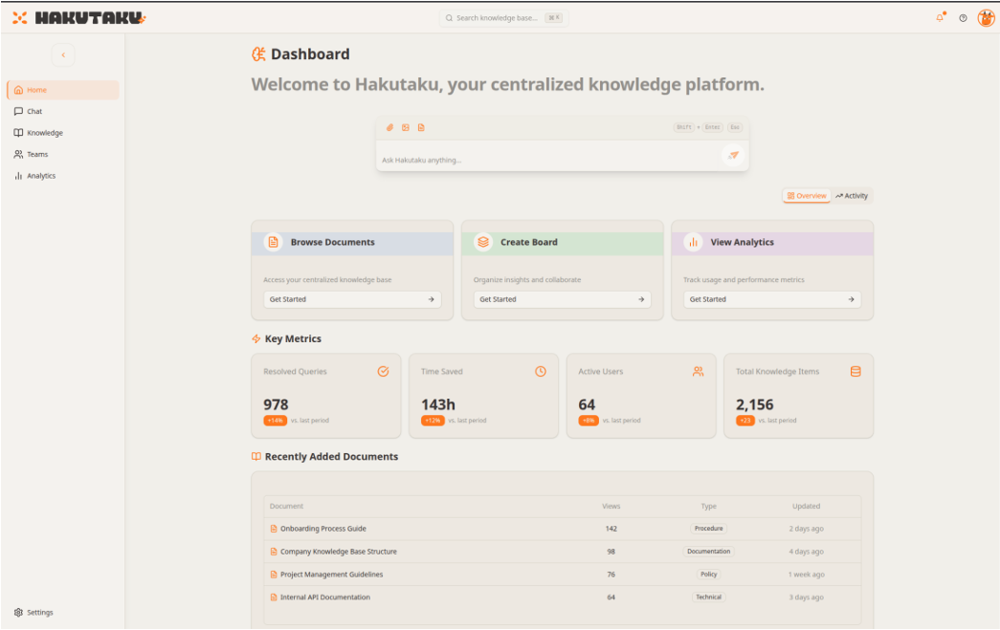 HAKUTAKU
Search knowledge base... ⌘ K
Home
Chat
Knowledge
Teams
Analytics
Settings
Dashboard
Welcome to Hakutaku, your centralized knowledge platform.
Shift + Enter Esc
Ask Hakutaku anything...
Overview Activity
Browse Documents
Access your centralized knowledge base
Get Started
Create Board
Organize insights and collaborate
Get Started
View Analytics
Track usage and performance metrics
Get Started
Key Metrics
Resolved Queries
978
+14% vs. last period
Time Saved
143h
+12% vs. last period
Active Users
64
+8% vs. last period
Total Knowledge Items
2,156
+23 vs. last period
Recently Added Documents
Document Views Type Updated
Onboarding Process Guide 142 Procedure 2 days ago
Company Knowledge Base Structure 98 Documentation 4 days ago
Project Management Guidelines 76 Policy 1 week ago
Internal API Documentation 64 Technical 3 days ago